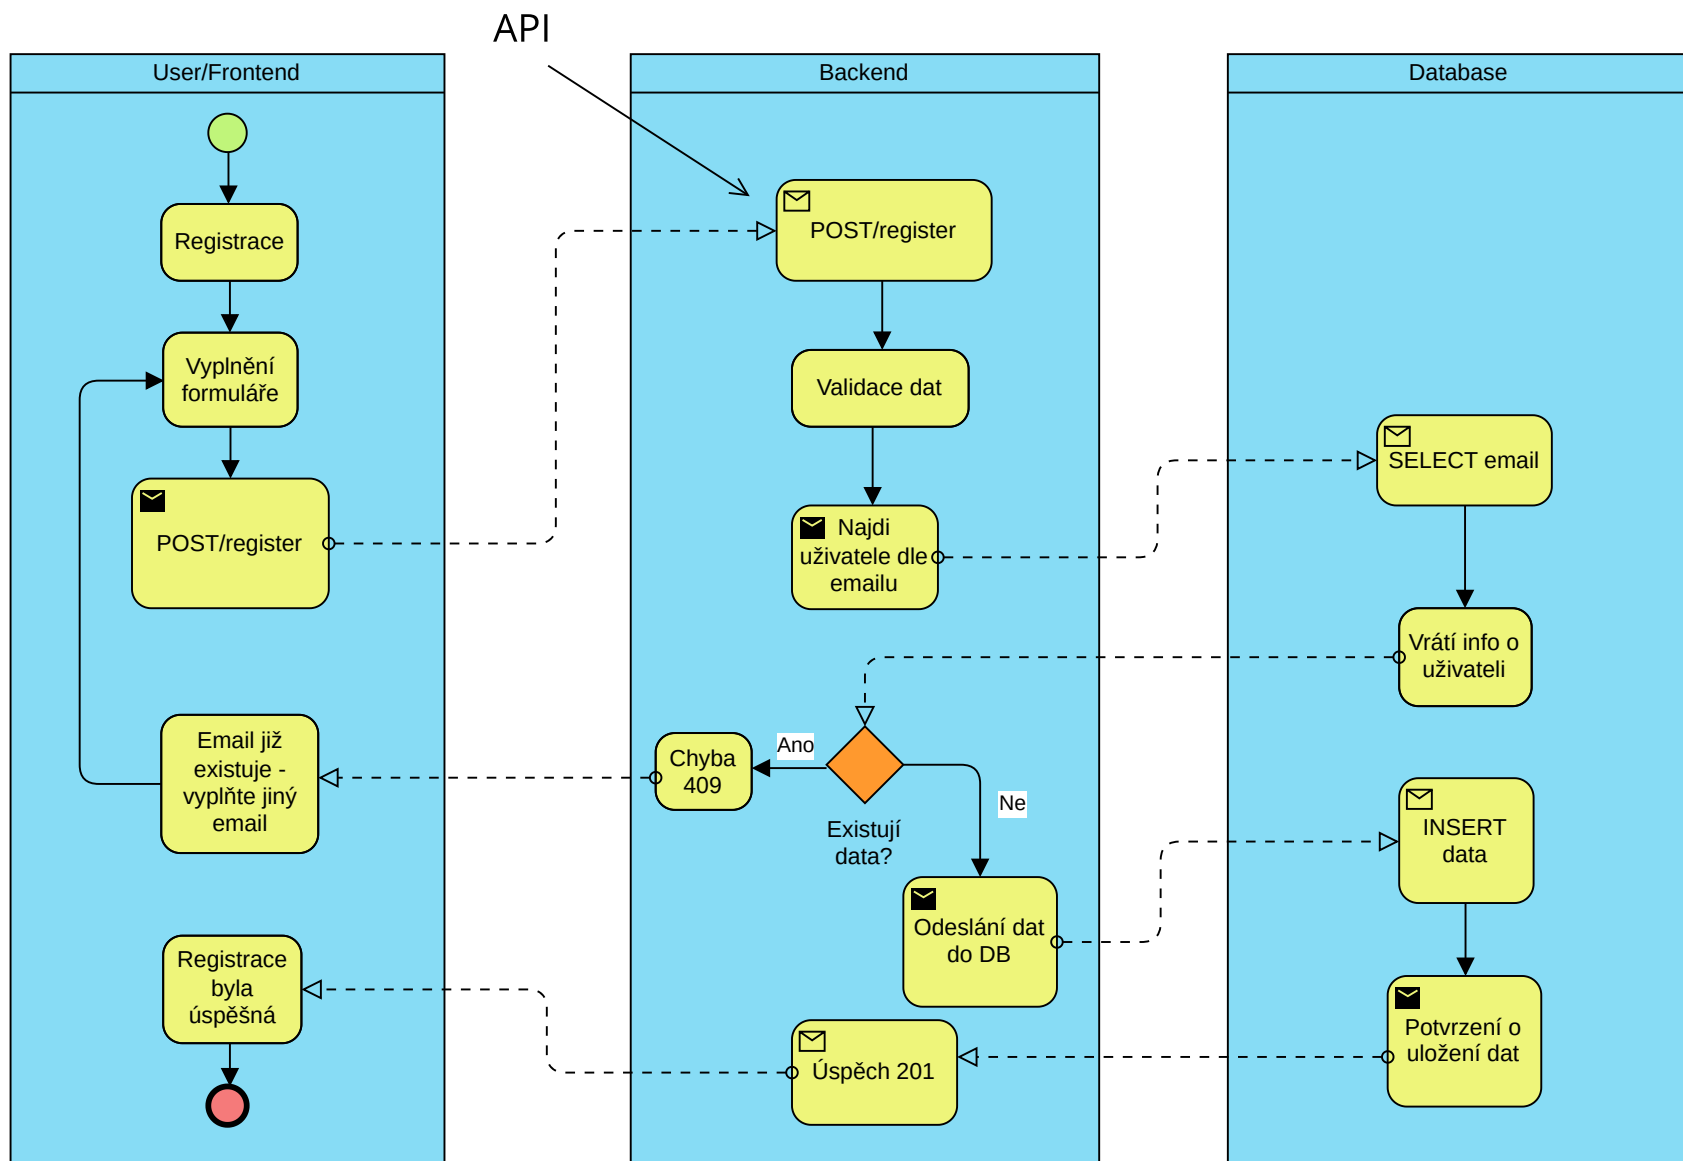 API
User/Frontend
Backend
Database
Registrace
Vyplnění
formuláře
POST/register
Email již
existuje -
vyplňte jiný
email
Registrace
byla
úspěšná
POST/register
Validace dat
Najdi
uživatele dle
emailu
Chyba
409
Ano
Ne
Existují
data?
Odeslání dat
do DB
Úspěch 201
SELECT email
Vrátí info o
uživateli
INSERT
data
Potvrzení o
uložení dat